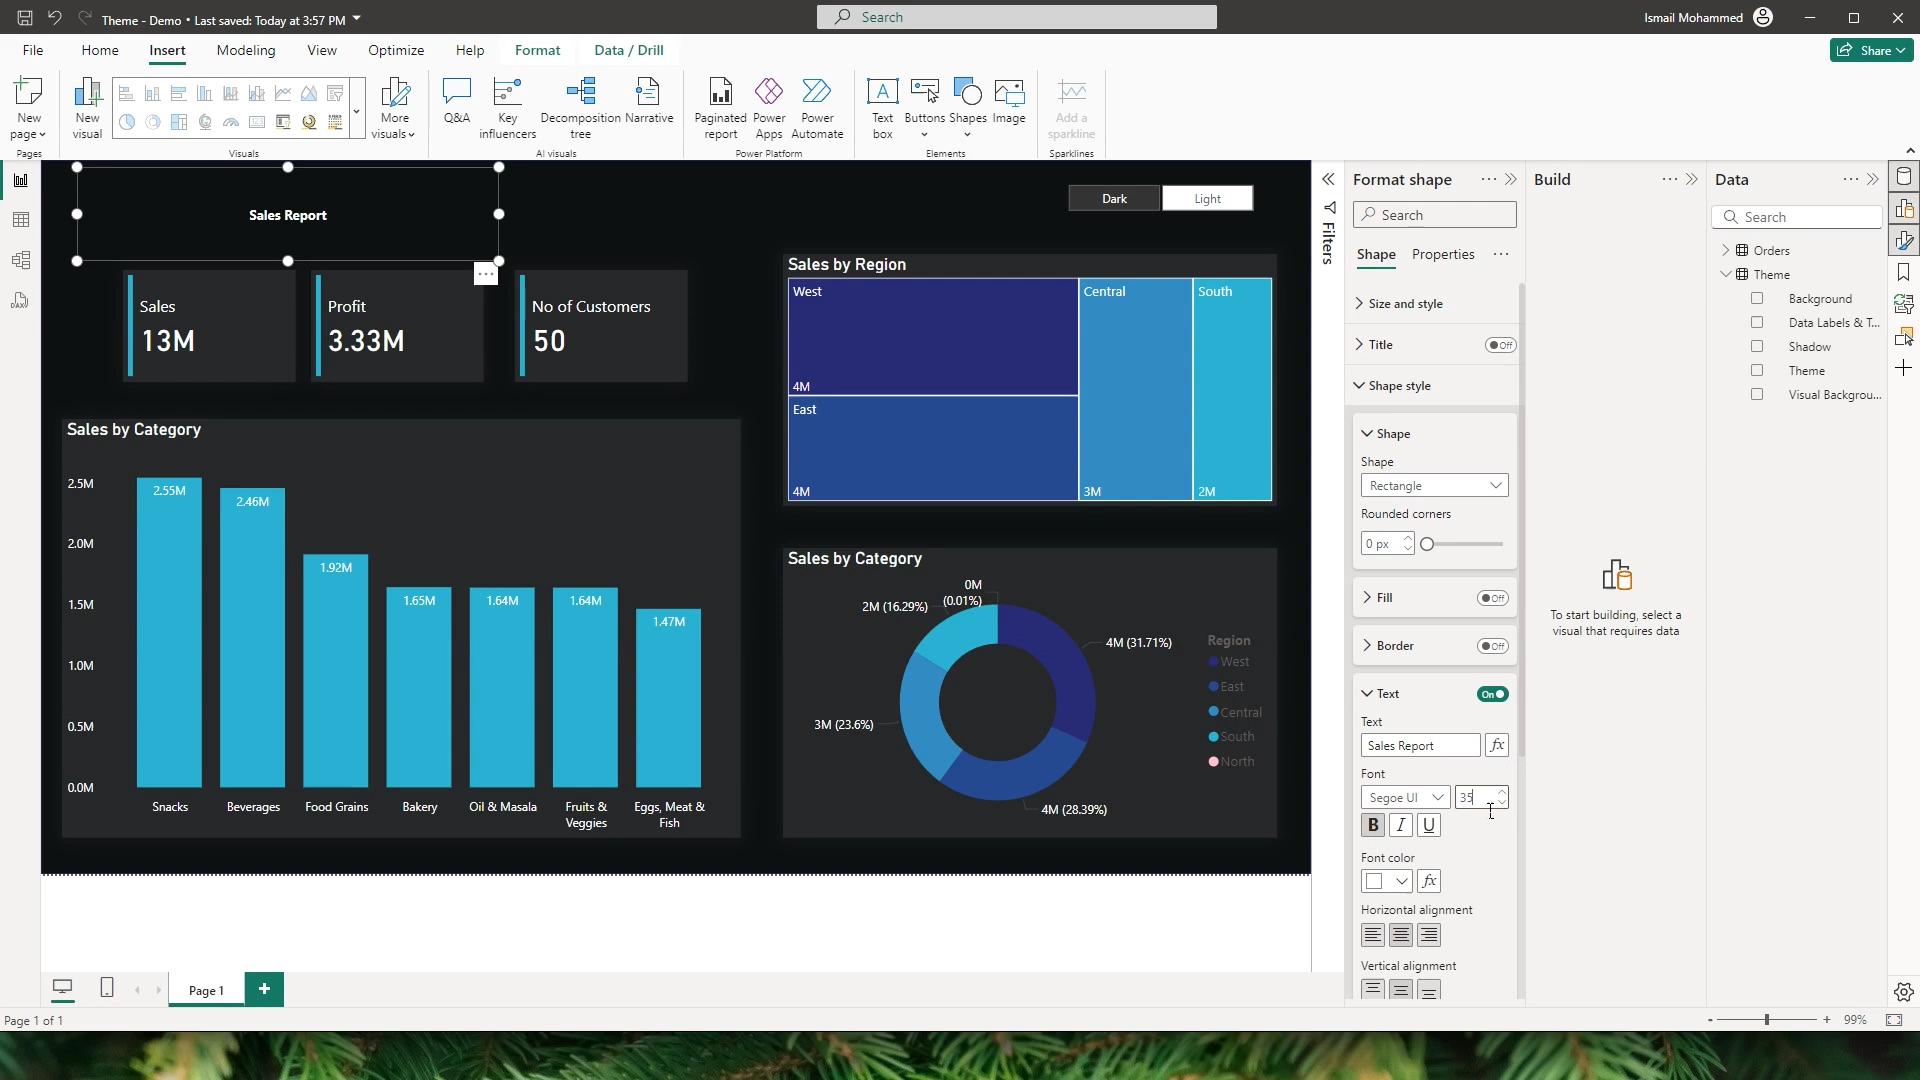 Theme - Demo • Last saved: Today at 3:57 PM
Search
Ismail Mohammed
File
Home
Insert
Modeling
View
Optimize
Help
Format
Data / Drill
Share
New
page
New
visual
More
visuals
Q&A
Key
influencers
Decomposition
tree
Narrative
Paginated
report
Power
Apps
Power
Automate
Text
box
Buttons
Shapes
Image
Add a
sparkline
Pages
Visuals
AI visuals
Power Platform
Elements
Sparklines
Sales Report
Dark
Light
Sales
13M
Profit
3.33M
No of Customers
50
Sales by Region
West
4M
East
4M
Central
3M
South
2M
Sales by Category
2.5M
2.0M
1.5M
1.0M
0.5M
0.0M
2.55M
2.46M
1.92M
1.65M
1.64M
1.64M
1.47M
Snacks
Beverages
Food Grains
Bakery
Oil & Masala
Fruits &
Veggies
Eggs, Meat &
Fish
Sales by Category
0M
(0.01%)
2M (16.29%)
4M (31.71%)
3M (23.6%)
4M (28.39%)
Region
West
East
Central
South
North
Filters
Format shape
Search
Shape
Properties
Size and style
Title
Off
Shape style
Shape
Shape
Rectangle
Rounded corners
0 px
Fill
Off
Border
Off
Text
On
Text
Sales Report
fx
Font
Segoe UI
35
B
I
U
Font color
fx
Horizontal alignment
Vertical alignment
Build
To start building, select a
visual that requires data
Data
Search
Orders
Theme
Background
Data Labels & T...
Shadow
Theme
Visual Backgrou...
Page 1
Page 1 of 1
- + 99%